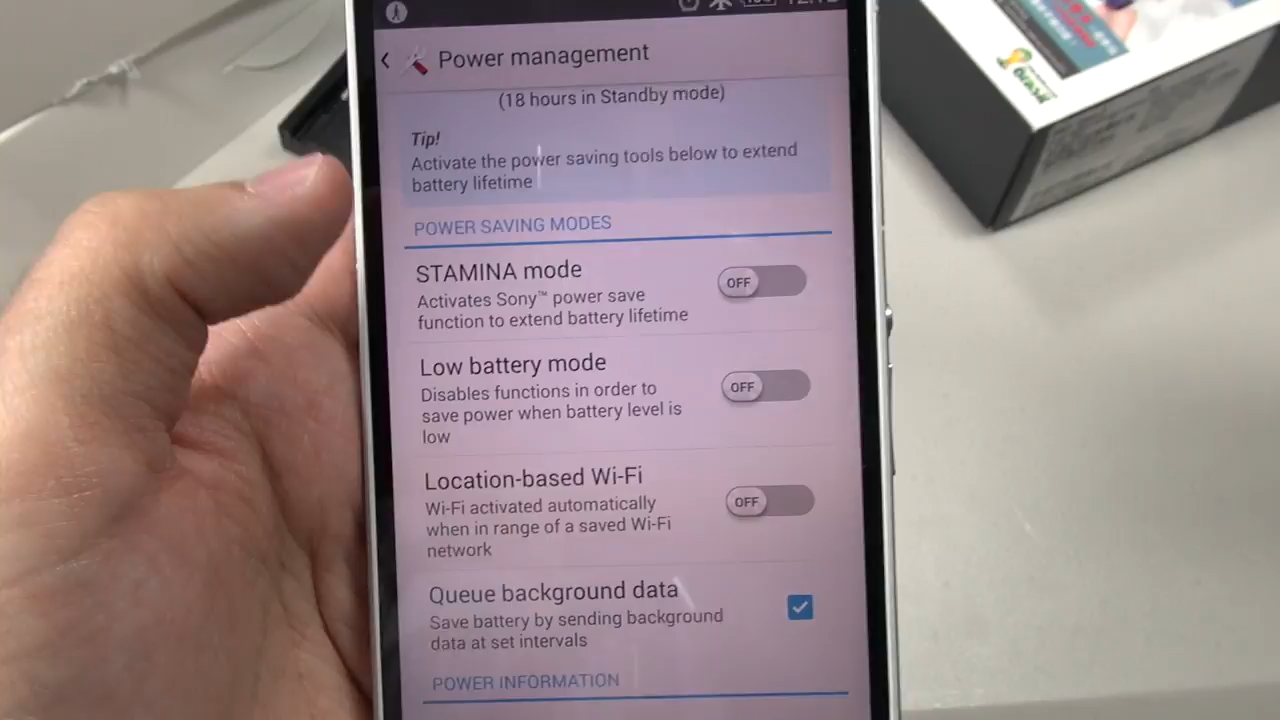 Power management
(18 hours in Standby mode)
Tip!
Activate the power saving tools below to extend
battery lifetime
POWER SAVING MODES
STAMINA mode
OFF
Activates Sony™ power save
function to extend battery lifetime
Low battery mode
OFF
Disables functions in order to
save power when battery level is
low
Location-based Wi-Fi
OFF
Wi-Fi activated automatically
when in range of a saved Wi-Fi
network
Queue background data
Save battery by sending background
data at set intervals
POWER INFORMATION